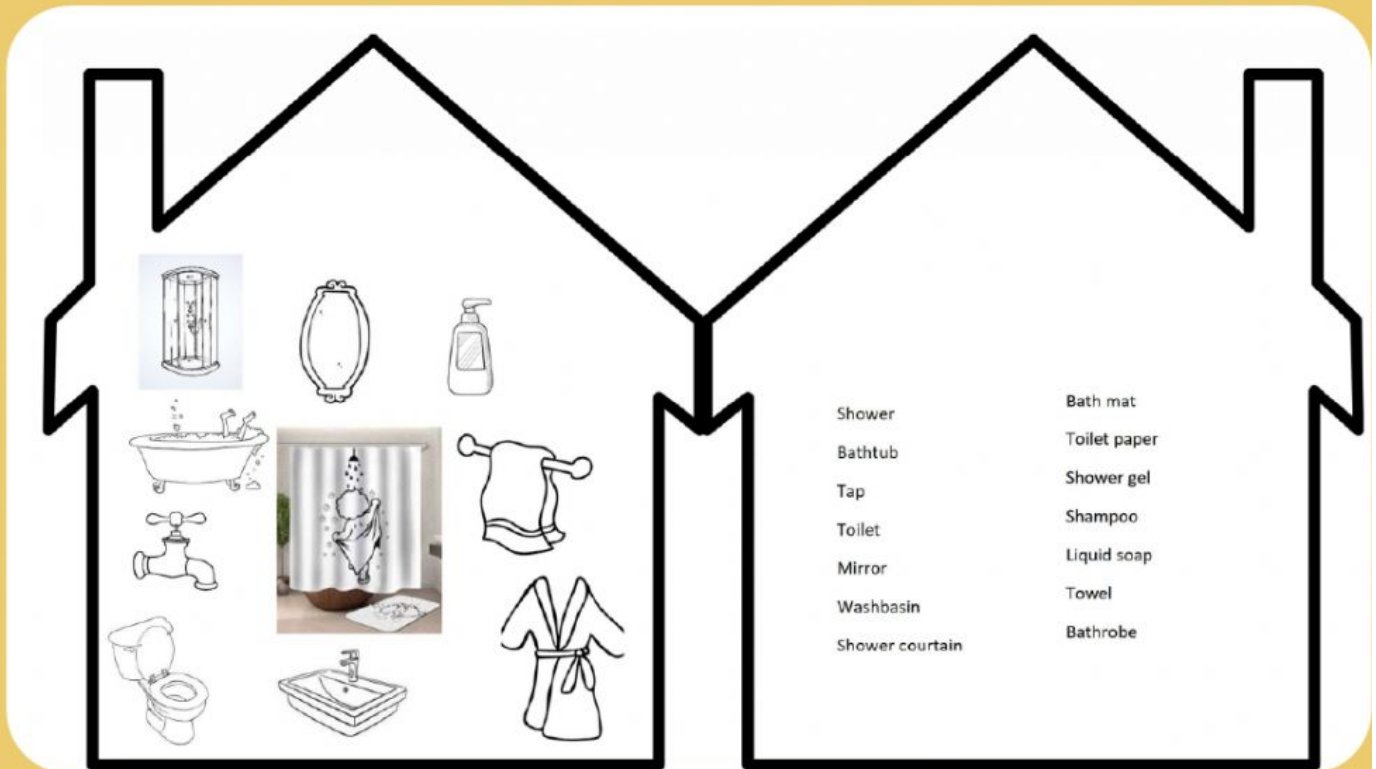 Shower
Bathtub
Tap
Toilet
Mirror
Washbasin
Shower courtain
Bath mat
Toilet paper
Shower gel
Shampoo
Liquid soap
Towel
Bathrobe